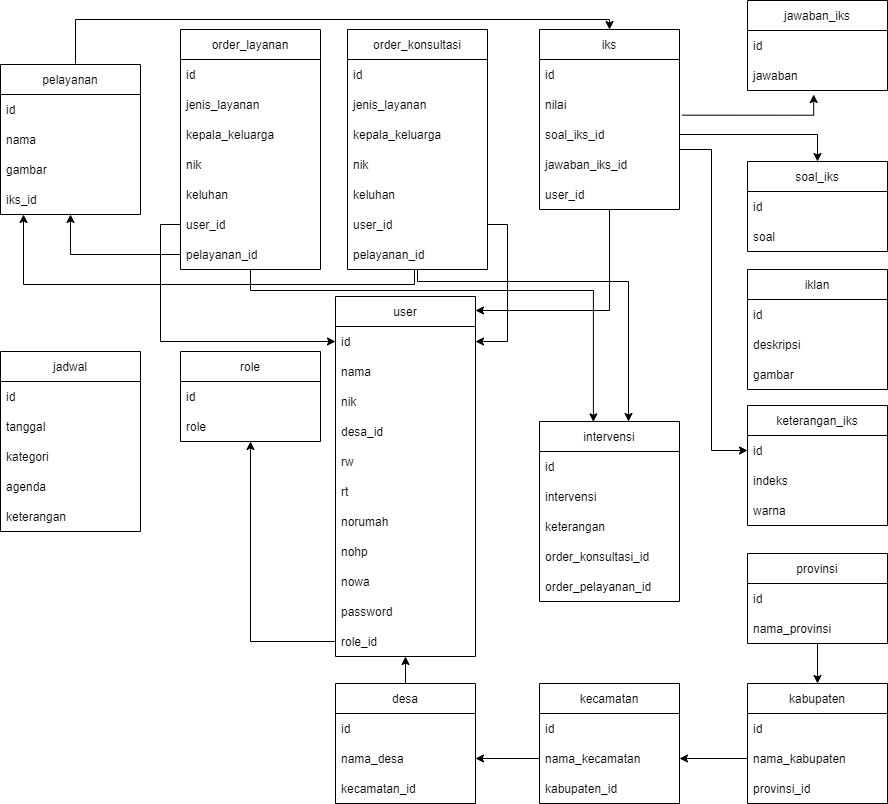 pelayanan
id
nama
gambar
iks_id
order_layanan
id
jenis_layanan
kepala_keluarga
nik
keluhan
user_id
pelayanan_id
order_konsultasi
id
jenis_layanan
kepala_keluarga
nik
keluhan
user_id
pelayanan_id
iks
id
nilai
soal_iks_id
jawaban_iks_id
user_id
jawaban_iks
id
jawaban
soal_iks
id
soal
iklan
id
deskripsi
gambar
jadwal
id
tanggal
kategori
agenda
keterangan
role
id
role
user
id
nama
nik
desa_id
rw
rt
norumah
nohp
nowa
password
role_id
intervensi
id
intervensi
keterangan
order_konsultasi_id
order_pelayanan_id
keterangan_iks
id
indeks
warna
provinsi
id
nama_provinsi
desa
id
nama_desa
kecamatan_id
kecamatan
id
nama_kecamatan
kabupaten_id
kabupaten
id
nama_kabupaten
provinsi_id